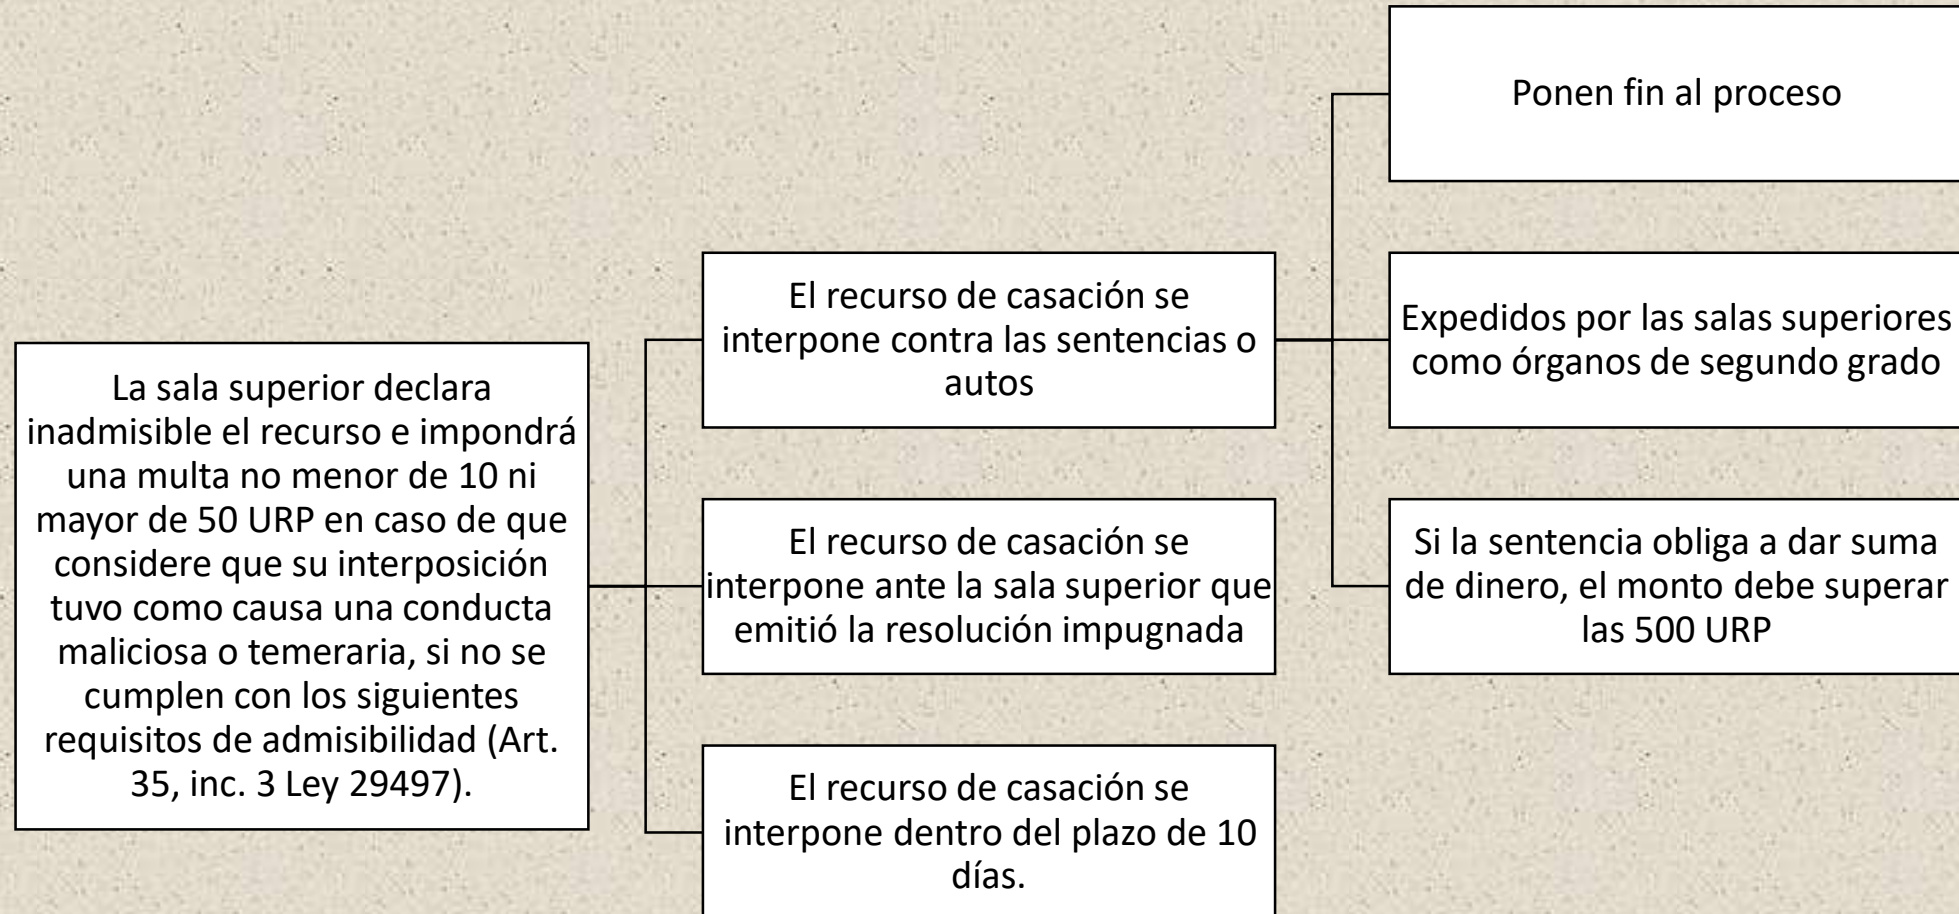 La sala superior declara
inadmisible el recurso e impondrá
una multa no menor de 10 ni
mayor de 50 URP en caso de que
considere que su interposición
tuvo como causa una conducta
maliciosa o temeraria, si no se
cumplen con los siguientes
requisitos de admisibilidad (Art.
35, inc. 3 Ley 29497).
El recurso de casación se
interpone contra las sentencias o
autos
Ponen fin al proceso
Expedidos por las salas superiores
como órganos de segundo grado
Si la sentencia obliga a dar suma
de dinero, el monto debe superar
las 500 URP
El recurso de casación se
interpone ante la sala superior que
emitió la resolución impugnada
El recurso de casación se
interpone dentro del plazo de 10
días.